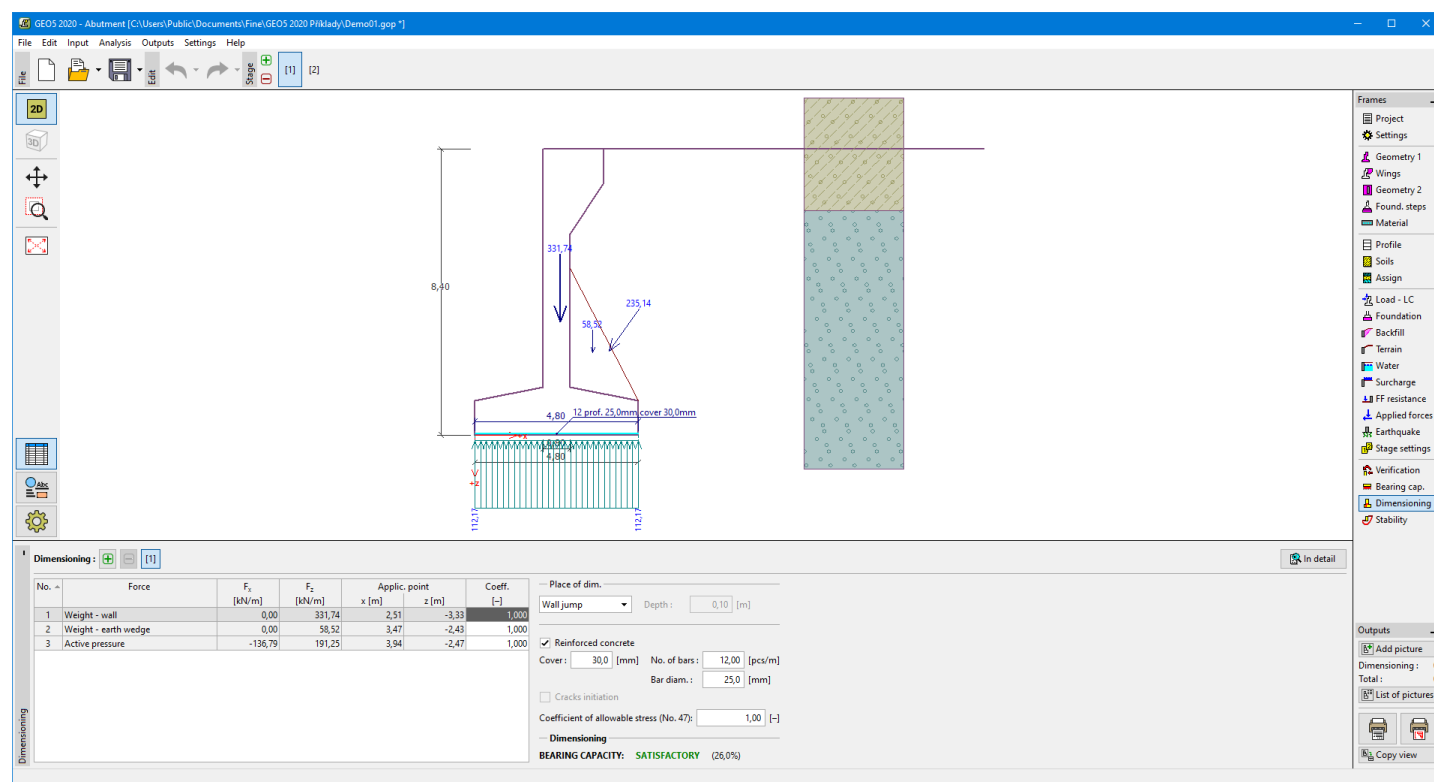 GEO5 2020 - Abutment [C:\Users\Public\Documents\Fine\GEO5 2020 Příklady\Demo01.gop *]
File Edit Input Analysis Outputs Settings Help
File
Edit
Stage
[1] [2]
2D
3D
8,40
331,74
235,14
58,52
4,80
12 prof. 25,0mm cover 30,0mm
+x
4,80
+z
112,17
112,17
Abc
Frames
Project
Settings
Geometry 1
Wings
Geometry 2
Found. steps
Material
Profile
Soils
Assign
Load - LC
Foundation
Backfill
Terrain
Water
Surcharge
FF resistance
Applied forces
Earthquake
Stage settings
Verification
Bearing cap.
Dimensioning
Stability
Dimensioning
Dimensioning : [1] In detail
No. Force Fx Fz Applic. point Coeff.
[kN/m] [kN/m] x [m] z [m] [–]
1 Weight - wall 0,00 331,74 2,51 -3,33 1,000
2 Weight - earth wedge 0,00 58,52 3,47 -2,43 1,000
3 Active pressure -136,79 191,25 3,94 -2,47 1,000
Place of dim.
Wall jump Depth : 0,10 [m]
Reinforced concrete
Cover : 30,0 [mm] No. of bars : 12,00 [pcs/m]
Bar diam. : 25,0 [mm]
Cracks initiation
Coefficient of allowable stress (No. 47): 1,00 [–]
Dimensioning
BEARING CAPACITY: SATISFACTORY (26,0%)
Outputs
Add picture
Dimensioning :
Total :
List of pictures
Copy view